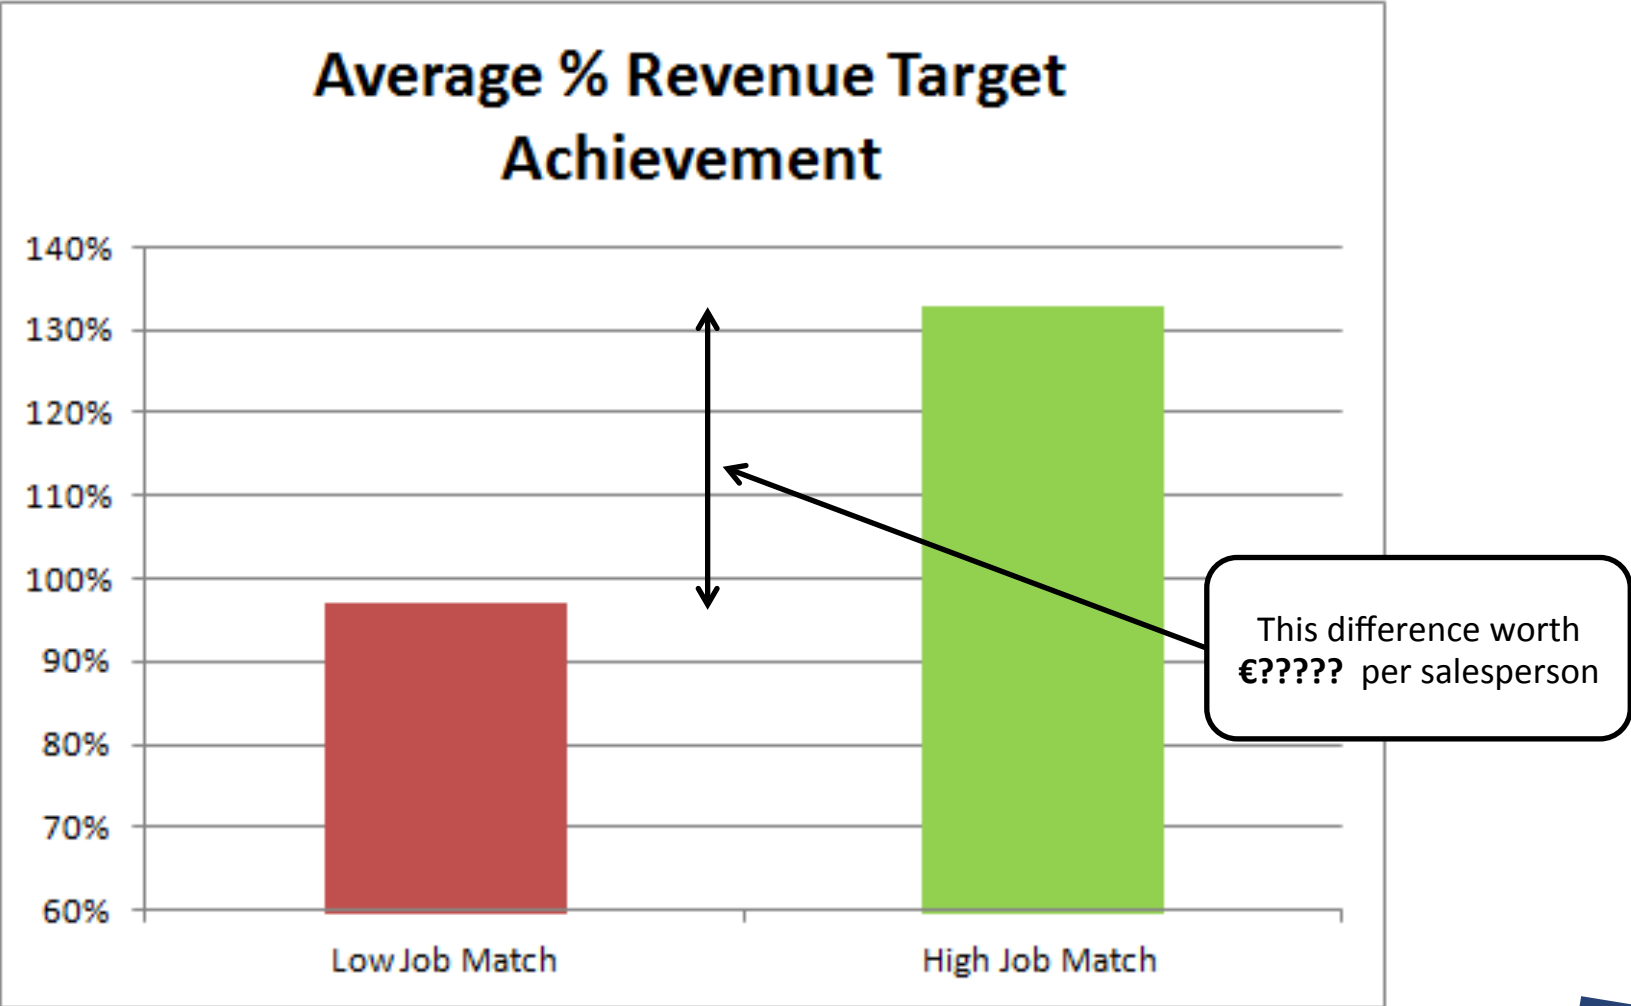 Average % Revenue Target
Achievement
140%
130%
120%
110%
100%
90%
80%
70%
60%
Low Job Match
High Job Match
This difference worth
€????? per salesperson